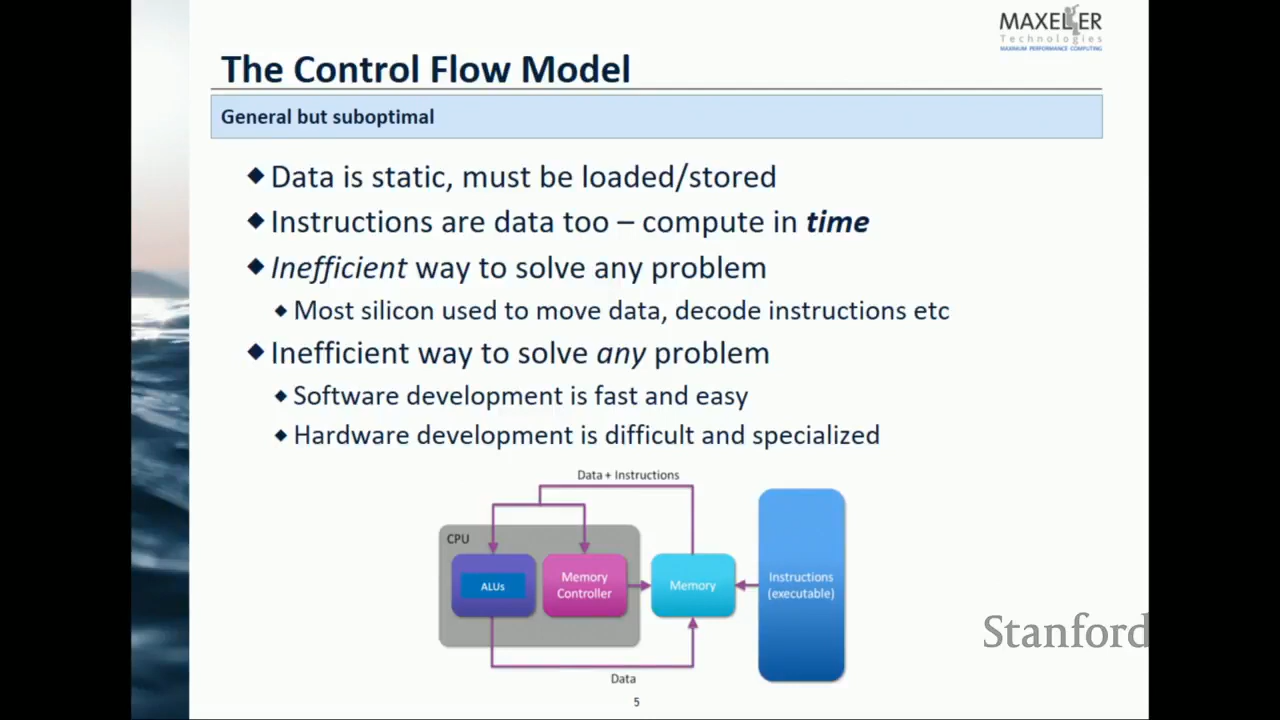 MAXELER
Technologies
MAXIMUM PERFORMANCE COMPUTING
The Control Flow Model
General but suboptimal
Data is static, must be loaded/stored
Instructions are data too – compute in time
Inefficient way to solve any problem
Most silicon used to move data, decode instructions etc
Inefficient way to solve any problem
Software development is fast and easy
Hardware development is difficult and specialized
Data + Instructions
CPU
ALUs
Memory
Controller
Memory
Instructions
(executable)
Data
Stanford
5